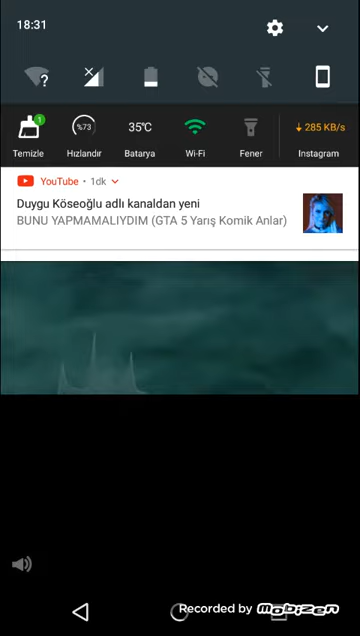 18:31
?
1
%73
35°C
↓ 285 KB/s
Temizle
Hızlandır
Batarya
Wi-Fi
Fener
Instagram
YouTube • 1dk
Duygu Köseoğlu adlı kanaldan yeni
BUNU YAPMAMALIYDIM (GTA 5 Yarış Komik Anlar)
Recorded by MOBIZEN